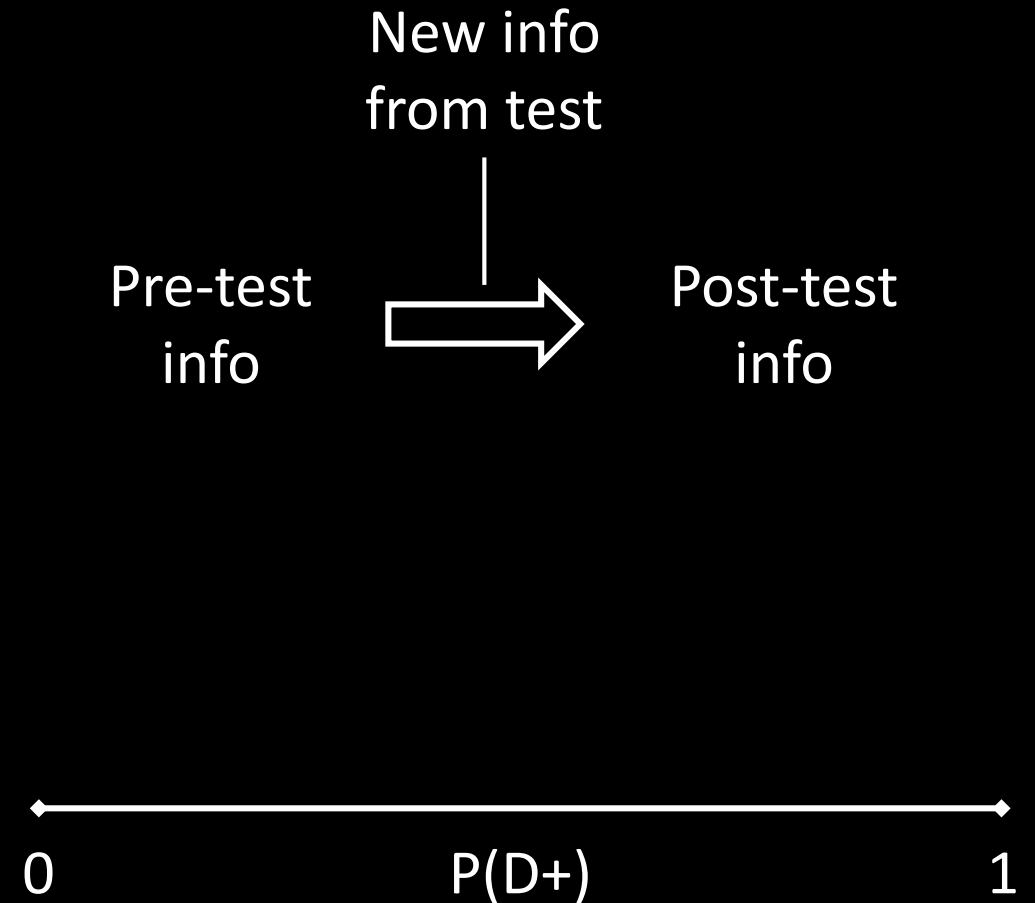 New info
from test
Pre-test
info
Post-test
info
0
P(D+)
1